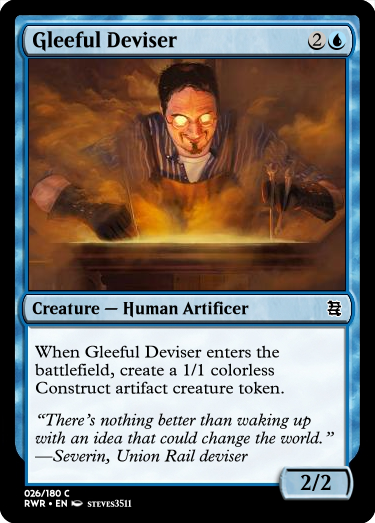 Gleeful Deviser 2
Creature — Human Artificer
When Gleeful Deviser enters the
battlefield, create a 1/1 colorless
Construct artifact creature token.
“There’s nothing better than waking up
with an idea that could change the world.”
—Severin, Union Rail deviser
2/2
026/180 C
RWR • EN STEVES3511